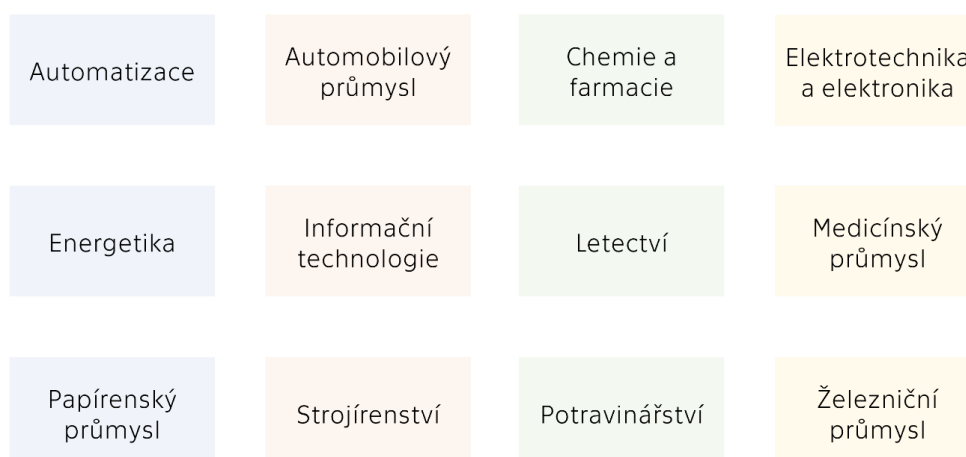 Automatizace
Automobilový
průmysl
Chemie a
farmacie
Elektrotechnika
a elektronika
Energetika
Informační
technologie
Letectví
Medicínský
průmysl
Papírenský
průmysl
Strojírenství
Potravinářství
Železniční
průmysl